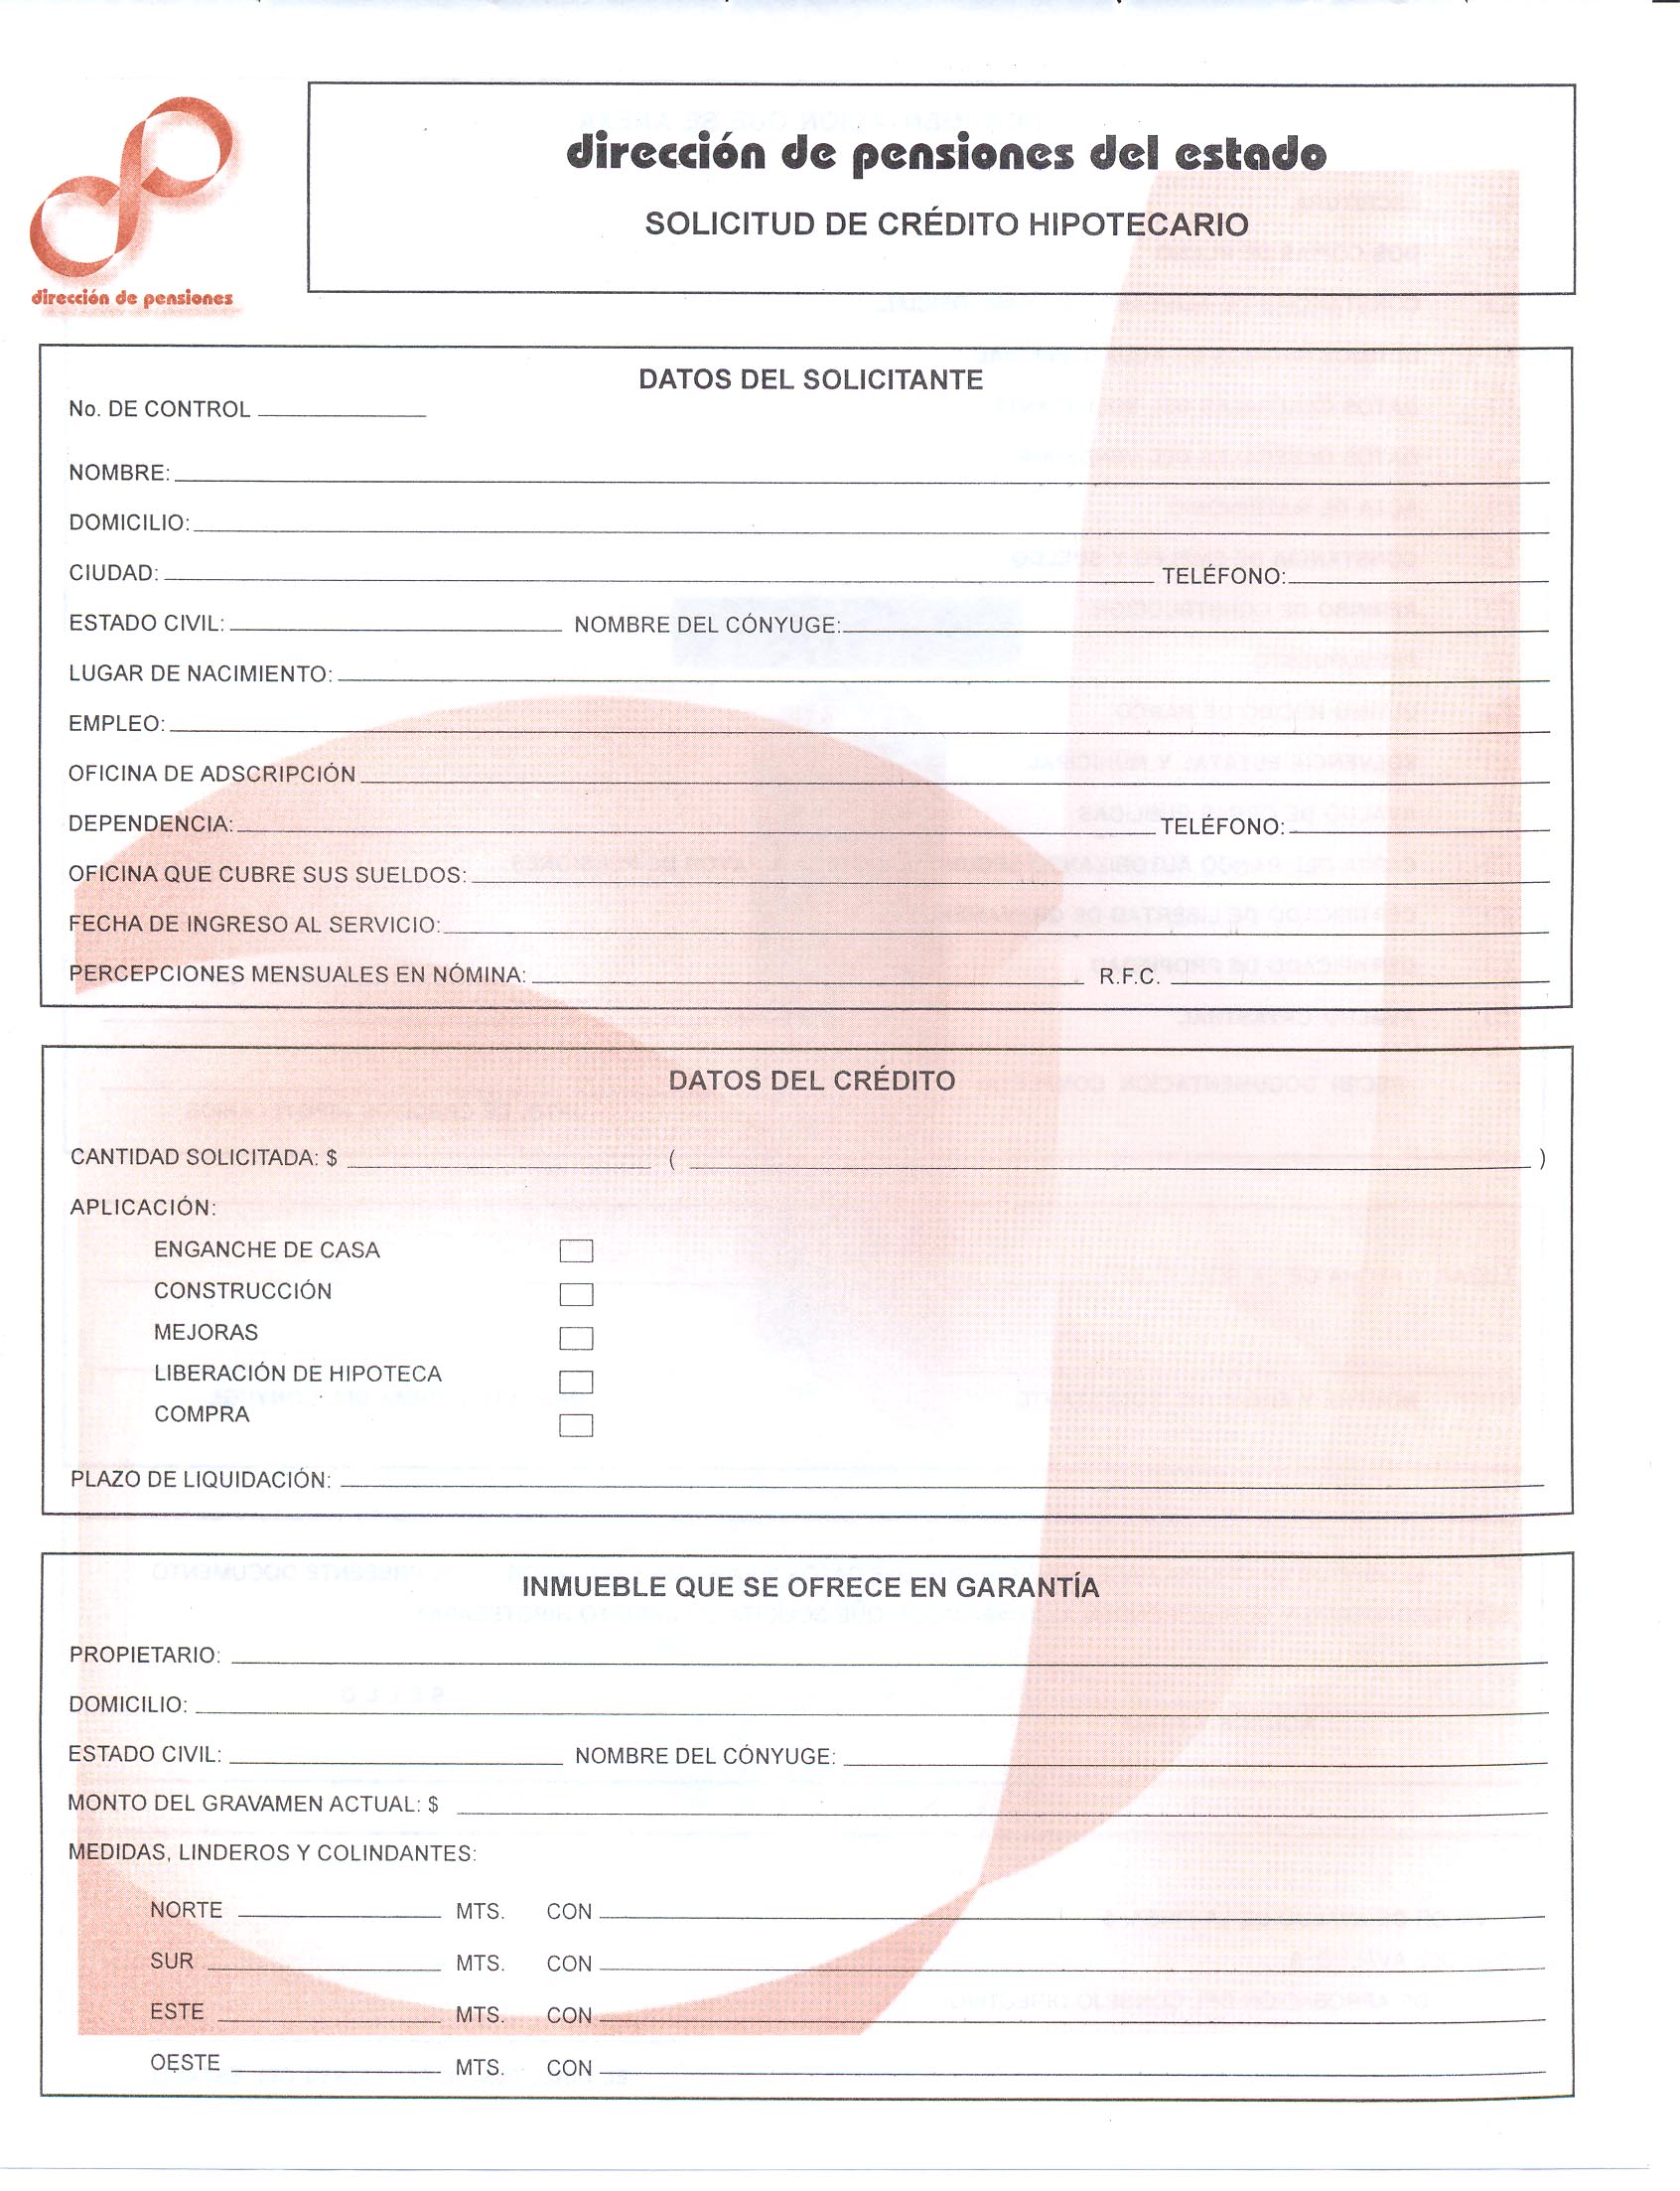 dirección de pensiones del estado
SOLICITUD DE CRÉDITO HIPOTECARIO
dirección de pensiones
DATOS DEL SOLICITANTE
No. DE CONTROL
NOMBRE:
DOMICILIO:
CIUDAD: TELÉFONO:
ESTADO CIVIL: NOMBRE DEL CÓNYUGE:
LUGAR DE NACIMIENTO:
EMPLEO:
OFICINA DE ADSCRIPCIÓN
DEPENDENCIA: TELÉFONO:
OFICINA QUE CUBRE SUS SUELDOS:
FECHA DE INGRESO AL SERVICIO:
PERCEPCIONES MENSUALES EN NÓMINA: R.F.C.
DATOS DEL CRÉDITO
CANTIDAD SOLICITADA: $ ( )
APLICACIÓN:
ENGANCHE DE CASA
CONSTRUCCIÓN
MEJORAS
LIBERACIÓN DE HIPOTECA
COMPRA
PLAZO DE LIQUIDACIÓN:
INMUEBLE QUE SE OFRECE EN GARANTÍA
PROPIETARIO:
DOMICILIO:
ESTADO CIVIL: NOMBRE DEL CÓNYUGE:
MONTO DEL GRAVAMEN ACTUAL: $
MEDIDAS, LINDEROS Y COLINDANTES:
NORTE MTS. CON
SUR MTS. CON
ESTE MTS. CON
OESTE MTS. CON